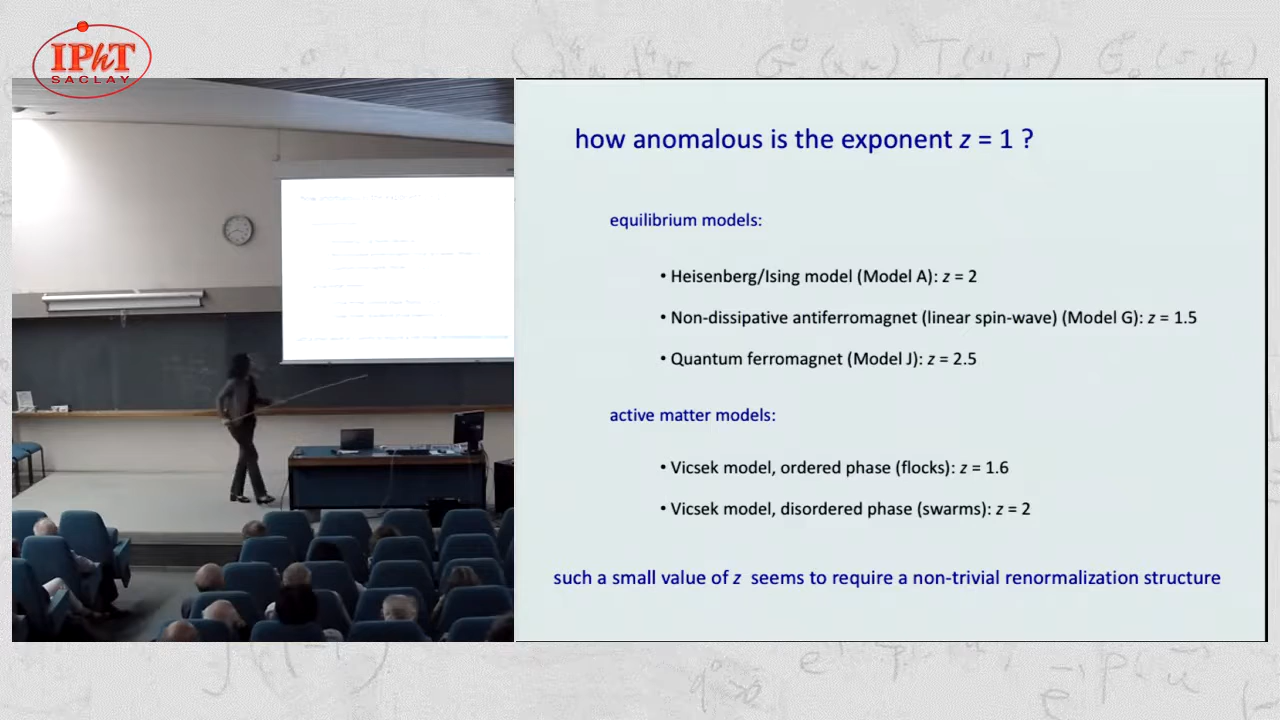 IPhT
SACLAY
how anomalous is the exponent z = 1 ?
equilibrium models:
• Heisenberg/Ising model (Model A): z = 2
• Non-dissipative antiferromagnet (linear spin-wave) (Model G): z = 1.5
• Quantum ferromagnet (Model J): z = 2.5
active matter models:
• Vicsek model, ordered phase (flocks): z = 1.6
• Vicsek model, disordered phase (swarms): z = 2
such a small value of z seems to require a non-trivial renormalization structure